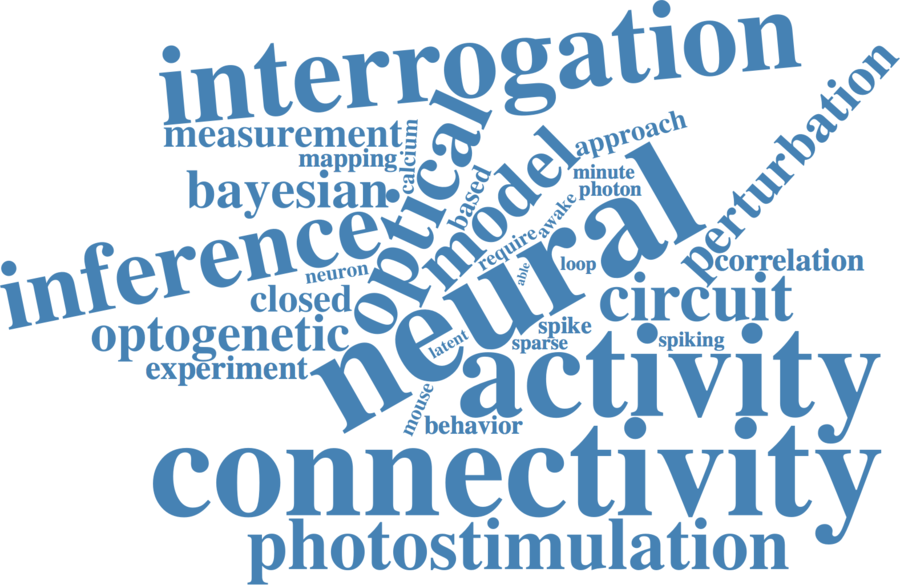 interrogation
measurement
mapping
calcium
bayesian
optical
based
model
approach
minute
photon
awake
require
able
loop
neural
perturbation
correlation
inference
neuron
closed
optogenetic
experiment
latent
circuit
spike
sparse
spiking
activity
mouse
behavior
connectivity
photostimulation